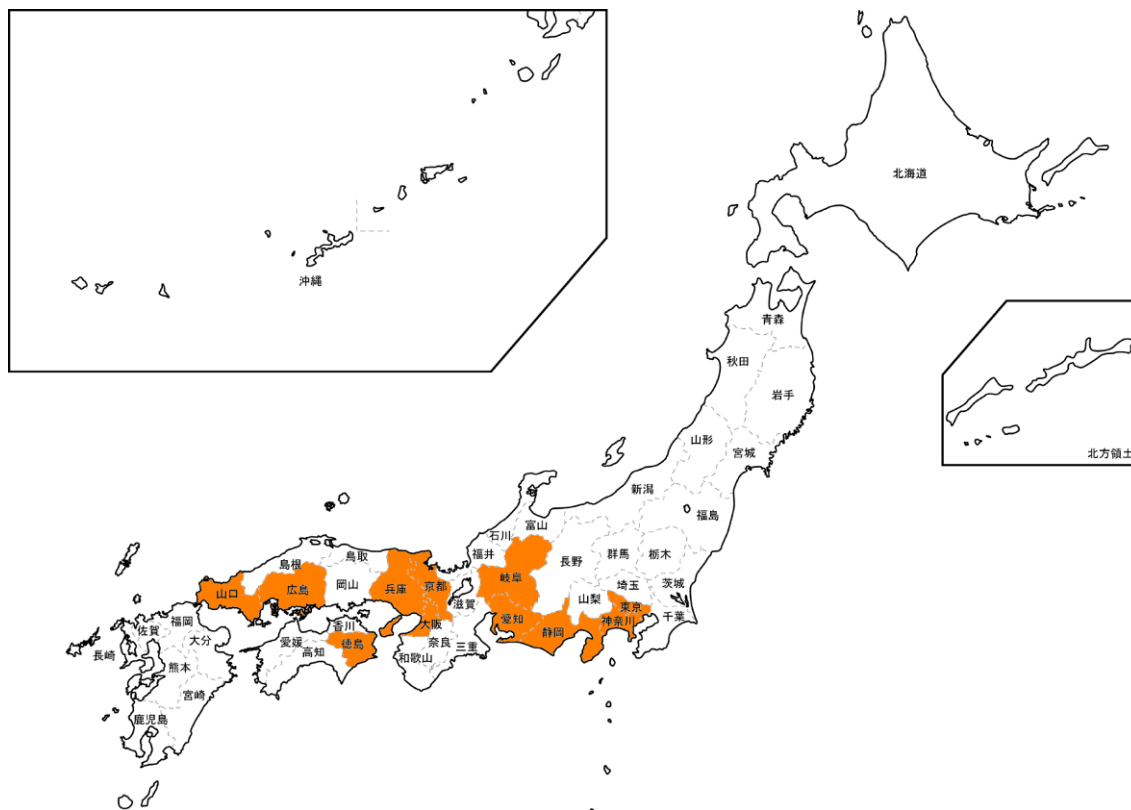 北海道
沖縄
青森
秋田
岩手
山形
宮城
北方領土
新潟
福島
石川
富山
福井
長野
群馬
栃木
島根
鳥取
岐阜
山口
広島
岡山
兵庫
京都
滋賀
山梨
埼玉
茨城
東京
千葉
神奈川
愛知
静岡
大阪
奈良
三重
和歌山
香川
徳島
愛媛
高知
福岡
佐賀
大分
長崎
熊本
宮崎
鹿児島